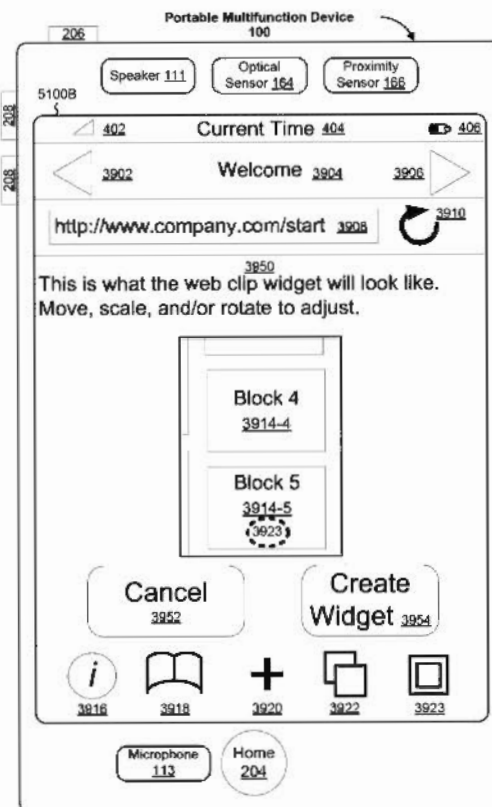 Portable Multifunction Device
100
206
Speaker 111
Optical
Sensor 164
Proximity
Sensor 166
5100B
208
208
402
Current Time 404
406
3902
Welcome 3904
3906
http://www.company.com/start 3908
3910
3950
This is what the web clip widget will look like.
Move, scale, and/or rotate to adjust.
Block 4
3914-4
Block 5
3914-5
3923
Cancel
3952
Create
Widget 3954
i
3916
3918
3920
3922
3923
Microphone
113
Home
204